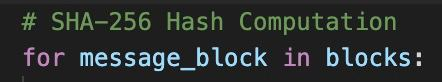 # SHA-256 Hash Computation
for message_block in blocks: